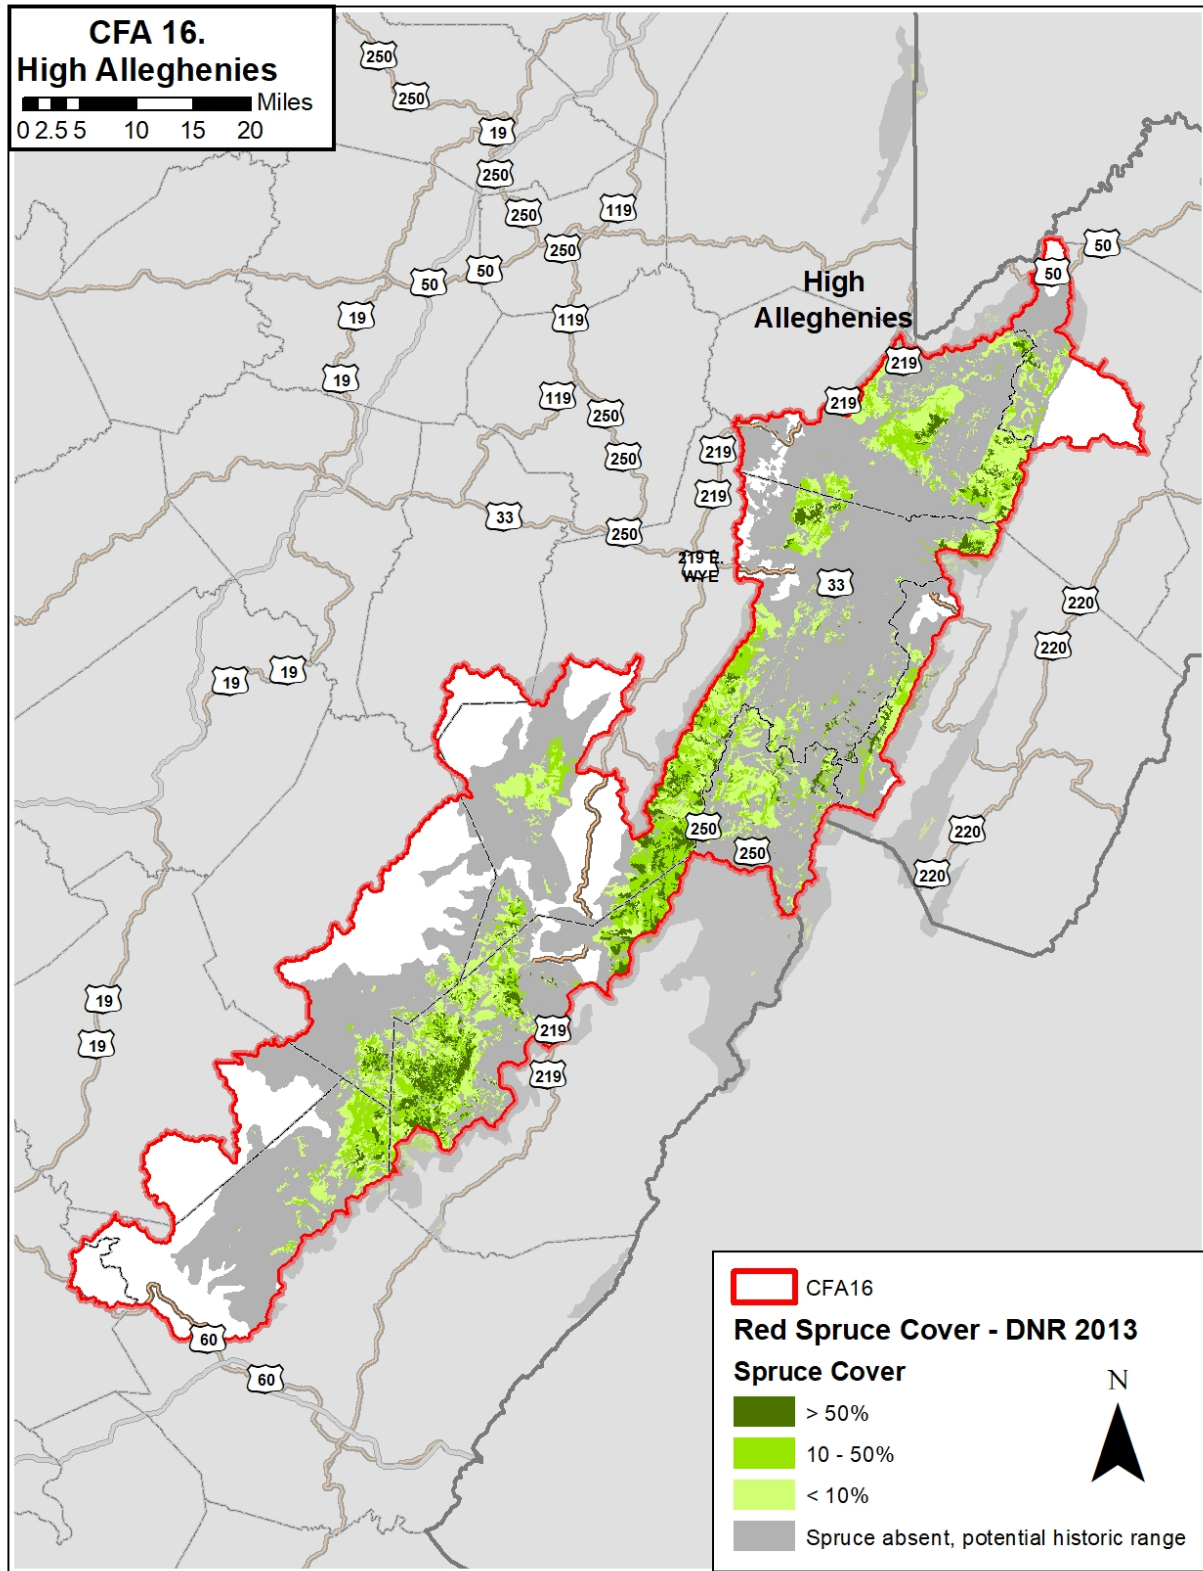 CFA 16.
High Alleghenies
Miles
0 2.5 5 10 15 20
250
250
19
250
250
119
250
50
50
50
50
19
119
High
Alleghenies
219
19
219
119
250
219
250
219
33
250
219 E.
WYE
33
220
220
19
19
250
250
220
220
19
219
19
219
60
60
CFA16
Red Spruce Cover - DNR 2013
Spruce Cover
N
> 50%
10 - 50%
< 10%
Spruce absent, potential historic range